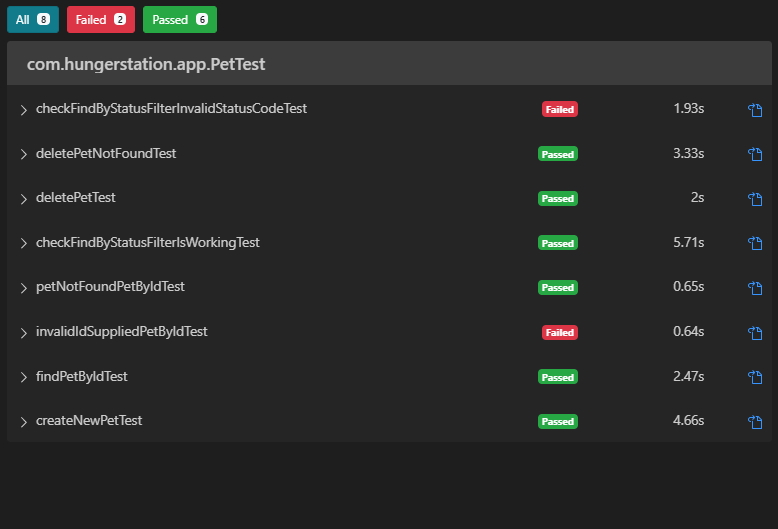 All 8 Failed 2 Passed 6
com.hungerstation.app.PetTest
checkFindByStatusFilterInvalidStatusCodeTest Failed 1.93s
deletePetNotFoundTest Passed 3.33s
deletePetTest Passed 2s
checkFindByStatusFilterIsWorkingTest Passed 5.71s
petNotFoundPetByIdTest Passed 0.65s
invalidIdSuppliedPetByIdTest Failed 0.64s
findPetByIdTest Passed 2.47s
createNewPetTest Passed 4.66s